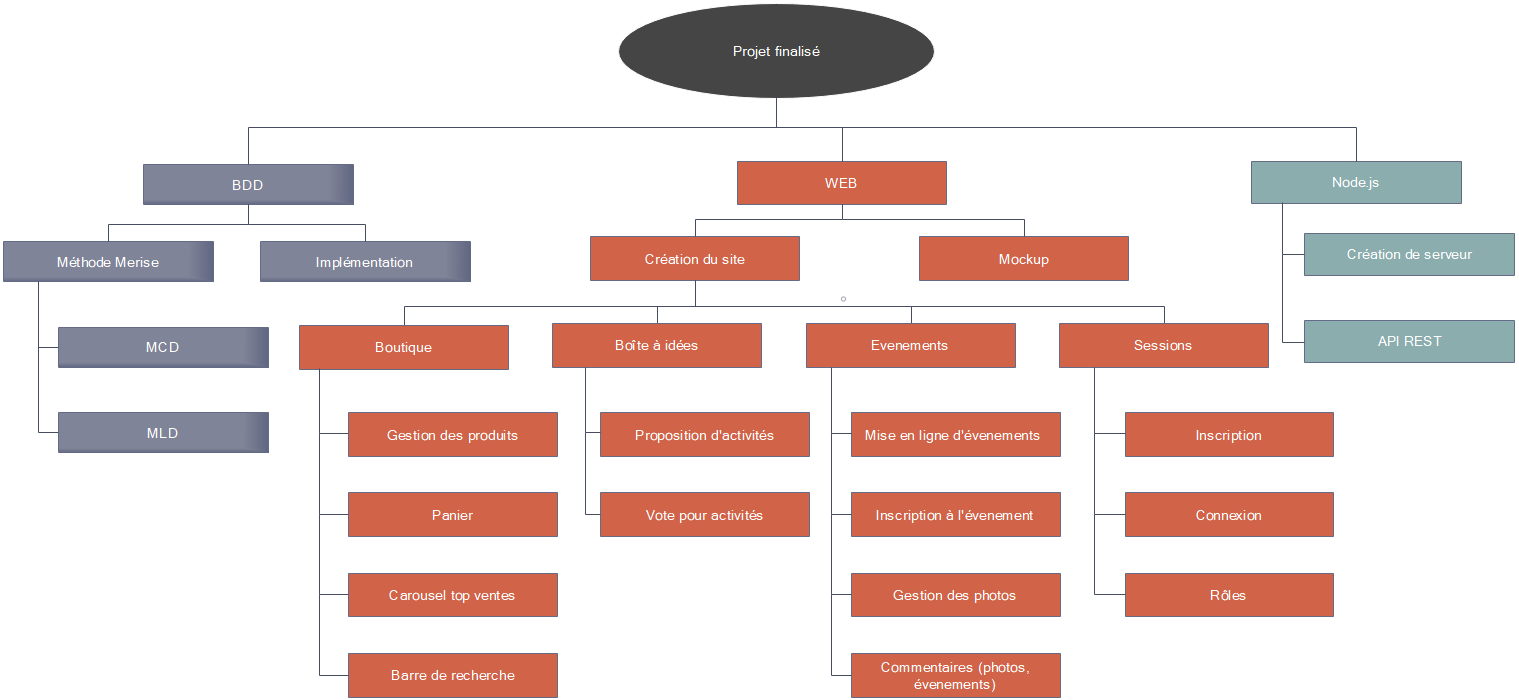 Projet finalisé
BDD
WEB
Node.js
Méthode Merise
Implémentation
Création du site
Mockup
Création de serveur
MCD
Boutique
Boîte à idées
Evenements
Sessions
API REST
MLD
Gestion des produits
Proposition d'activités
Mise en ligne d'évenements
Inscription
Panier
Vote pour activités
Inscription à l'évenement
Connexion
Carousel top ventes
Gestion des photos
Rôles
Barre de recherche
Commentaires (photos,
évenements)